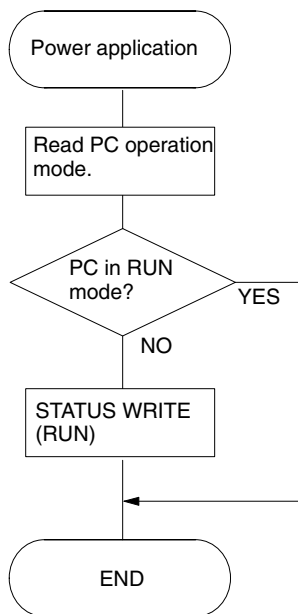 Power application
Read PC operation
mode.
PC in RUN
mode?
YES
NO
STATUS WRITE
(RUN)
END